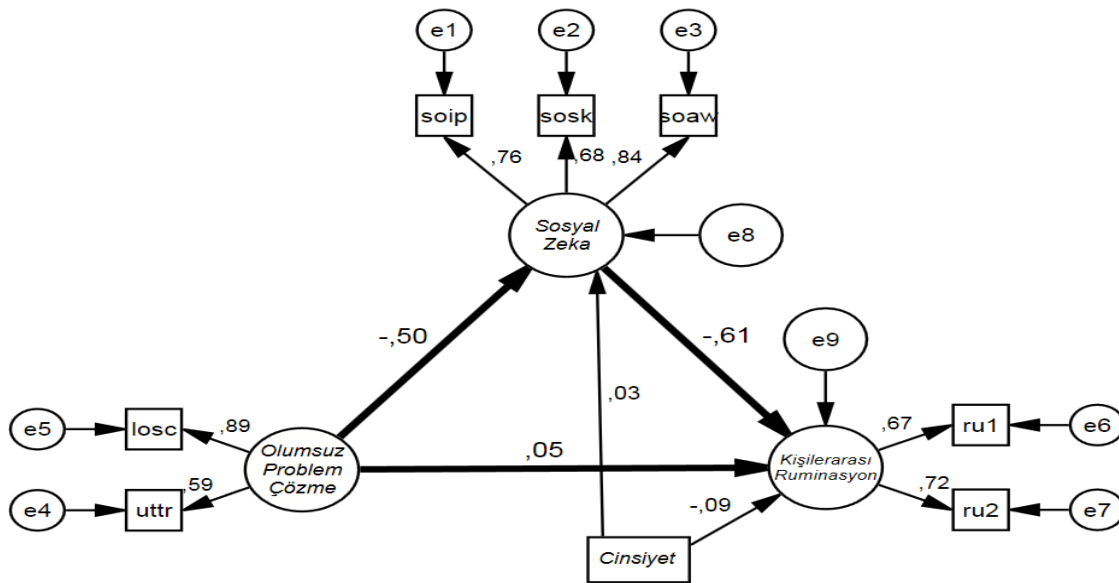 e1
e2
e3
soip
sosk
soaw
,76
,68
,84
Sosyal
Zeka
e8
-,50
-,61
e9
,03
e5
losc
,89
Olumsuz
Problem
Çözme
,05
Kişilerarası
Ruminasyon
,67
ru1
e6
e4
uttr
,59
-,09
,72
ru2
e7
Cinsiyet